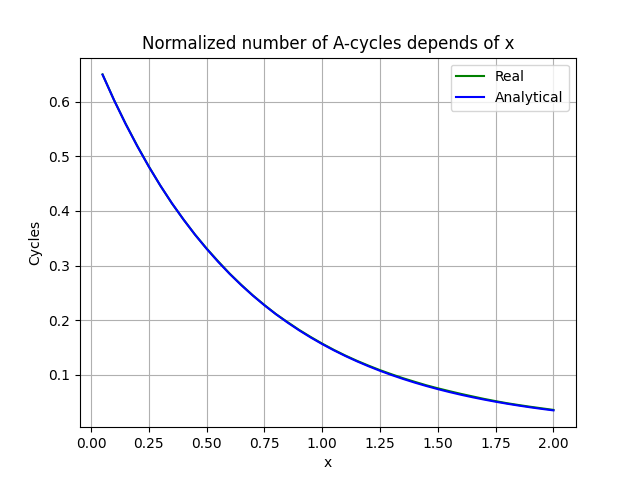 Normalized number of A-cycles depends of x
Real
Analytical
Cycles
0.6
0.5
0.4
0.3
0.2
0.1
0.00 0.25 0.50 0.75 1.00 1.25 1.50 1.75 2.00
x